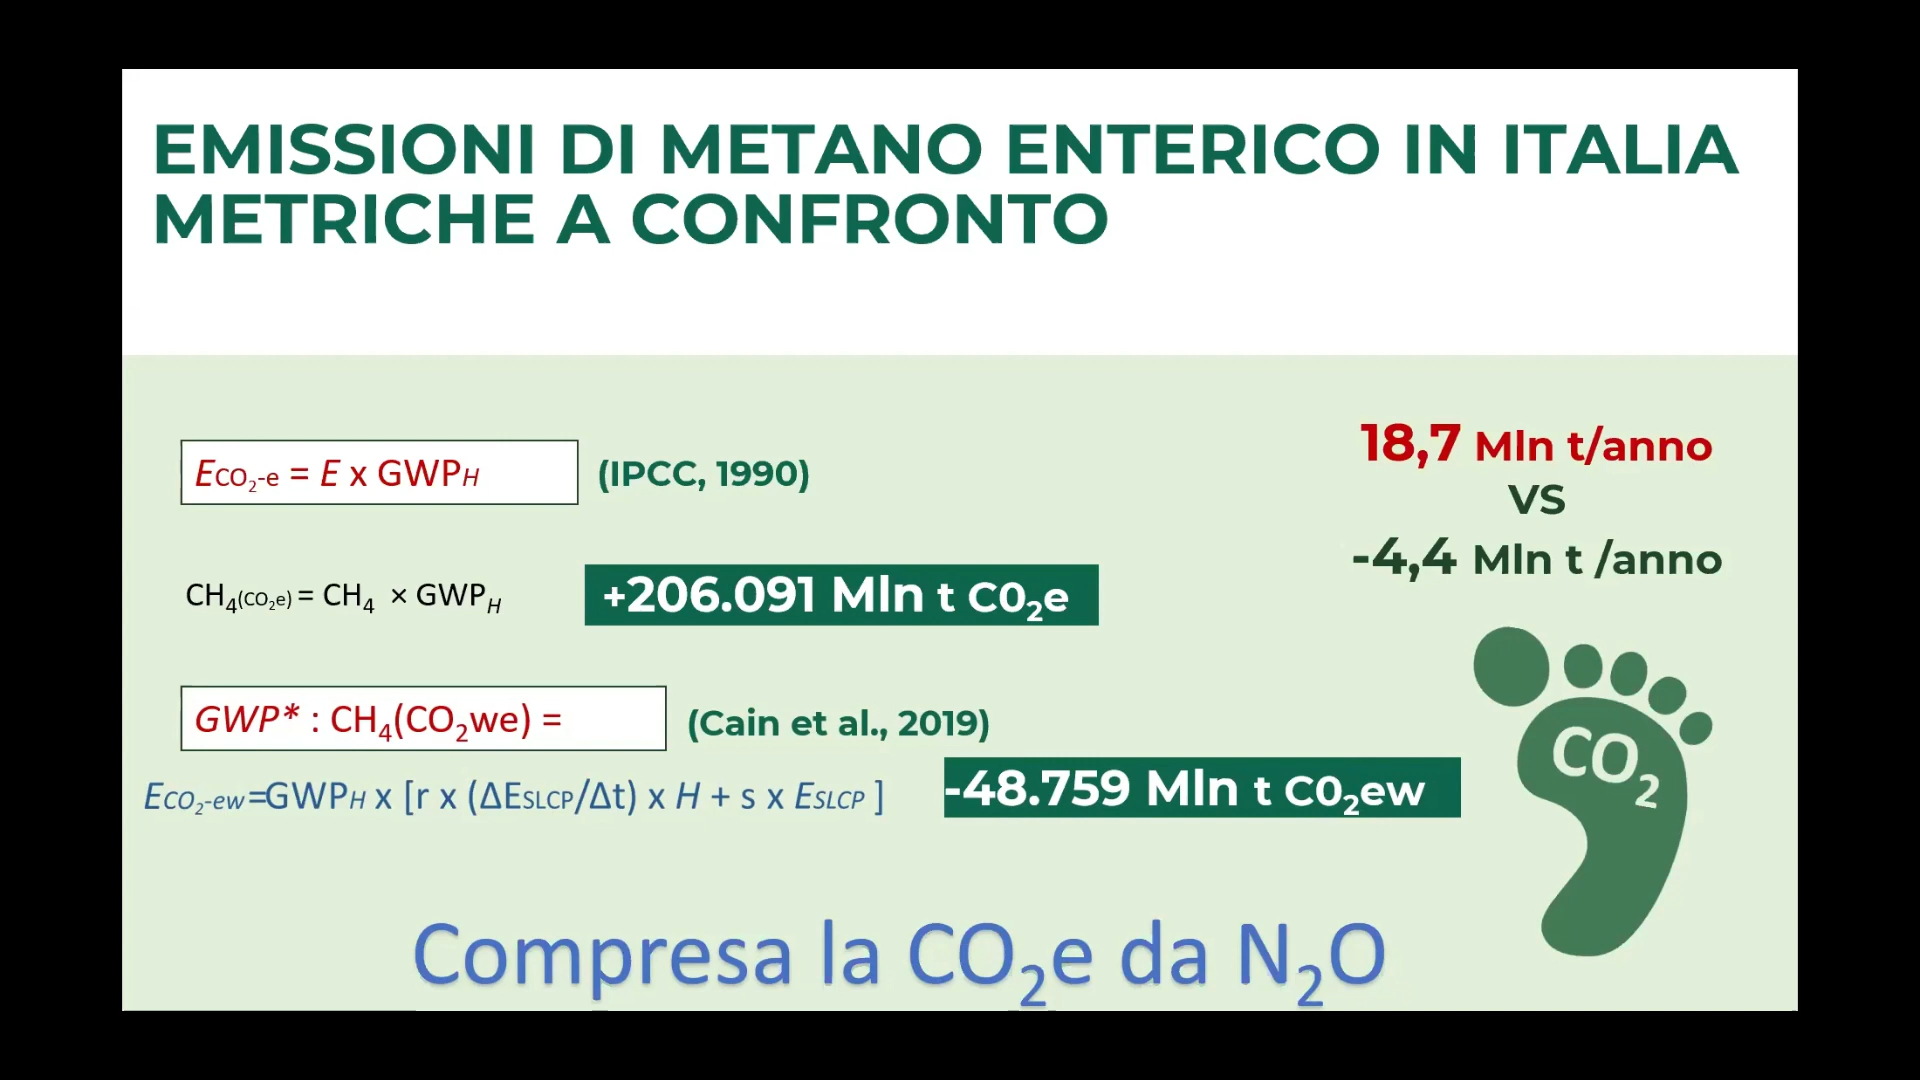 EMISSIONI DI METANO ENTERICO IN ITALIA
METRICHE A CONFRONTO
ECO₂-e = E x GWPH
(IPCC, 1990)
18,7 Mln t/anno
VS
-4,4 Mln t /anno
CH₄(CO₂e) = CH₄ × GWPH
+206.091 Mln t C0₂e
GWP* : CH₄(CO₂we) =
(Cain et al., 2019)
ECO₂-ew=GWPH x [r x (ΔESLCP/Δt) x H + s x ESLCP ]
-48.759 Mln t C0₂ew
CO₂
Compresa la CO₂e da N₂O